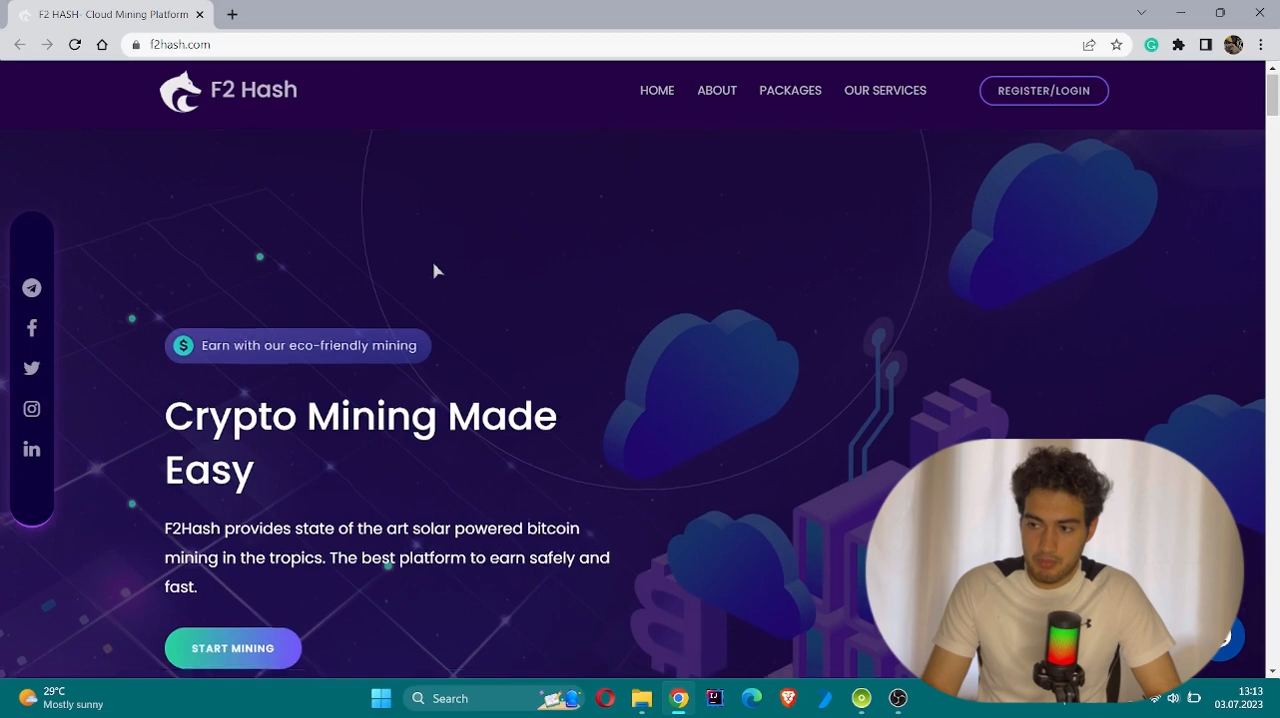 F2 HASH- Cloud Mining Platform
f2hash.com
F2 Hash
HOME ABOUT PACKAGES OUR SERVICES REGISTER/LOGIN
$ Earn with our eco-friendly mining
Crypto Mining Made
Easy
F2Hash provides state of the art solar powered bitcoin
mining in the tropics. The best platform to earn safely and
fast.
START MINING
29°C
Mostly sunny
Search
13:13
03.07.2023